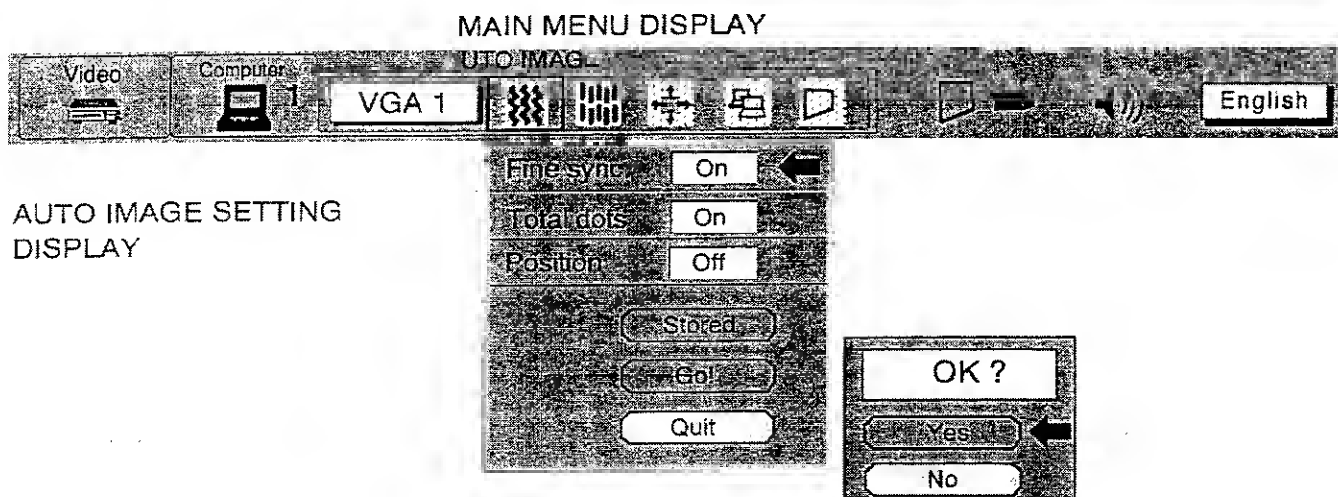 MAIN MENU DISPLAY
UTO IMAG
Video
Computer
1
VGA 1
English
Fine sync.
On
AUTO IMAGE SETTING
DISPLAY
Total dots
On
Position
Off
Stored
Go!
OK ?
Yes
Quit
No